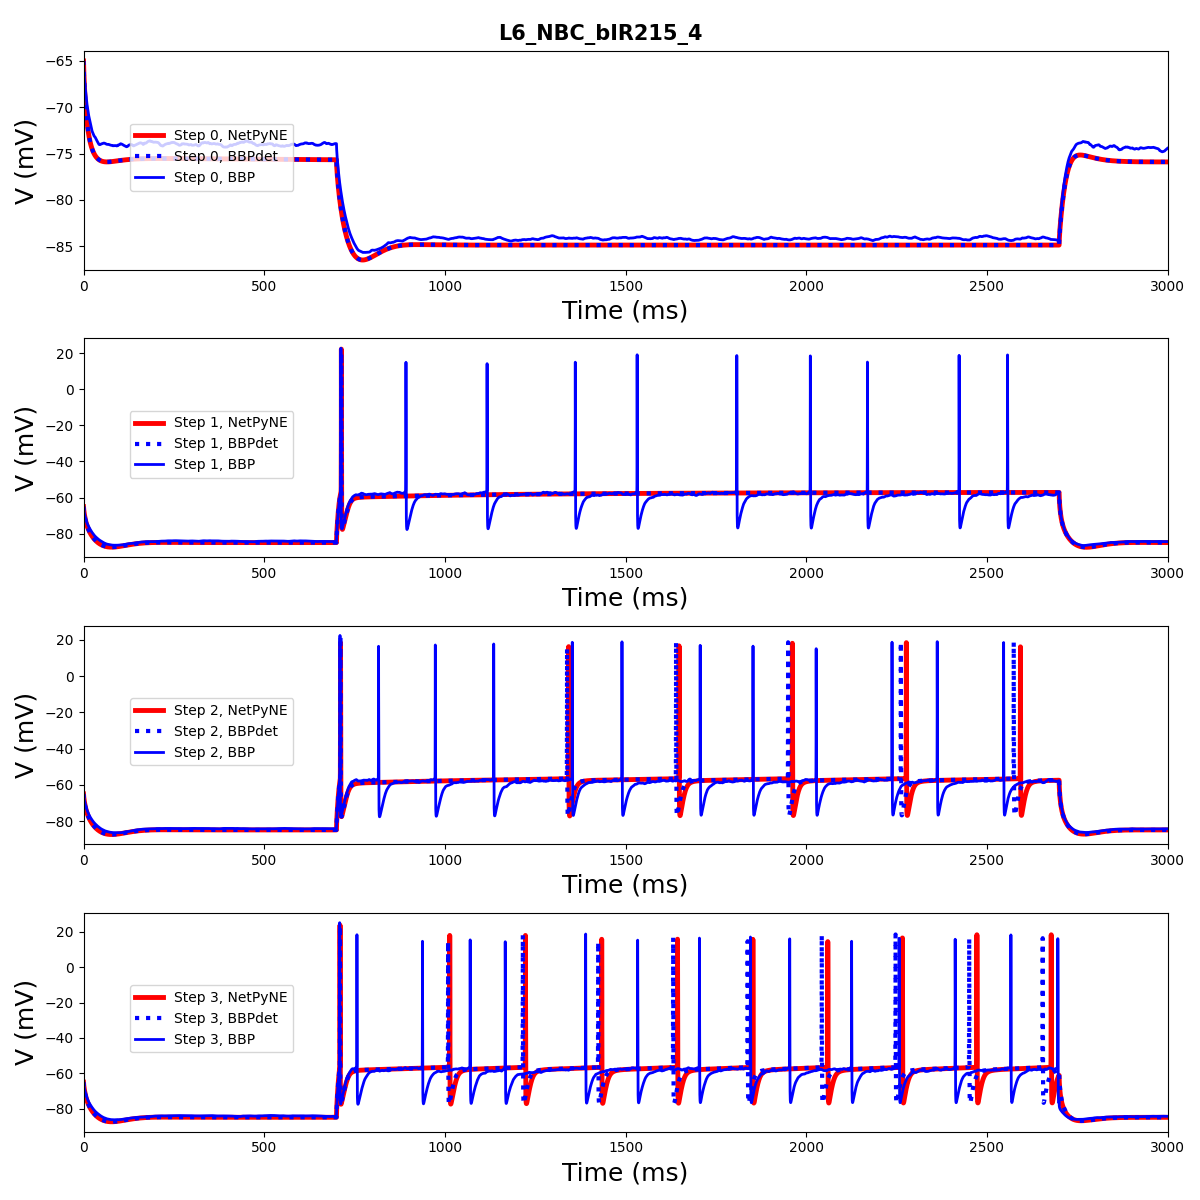 L6_NBC_bIR215_4
V (mV)
−65
−70
−75
−80
−85
Step 0, NetPyNE
Step 0, BBPdet
Step 0, BBP
0 500 1000 1500 2000 2500 3000
Time (ms)
V (mV)
20
0
−20
−40
−60
−80
Step 1, NetPyNE
Step 1, BBPdet
Step 1, BBP
0 500 1000 1500 2000 2500 3000
Time (ms)
V (mV)
20
0
−20
−40
−60
−80
Step 2, NetPyNE
Step 2, BBPdet
Step 2, BBP
0 500 1000 1500 2000 2500 3000
Time (ms)
V (mV)
20
0
−20
−40
−60
−80
Step 3, NetPyNE
Step 3, BBPdet
Step 3, BBP
0 500 1000 1500 2000 2500 3000
Time (ms)